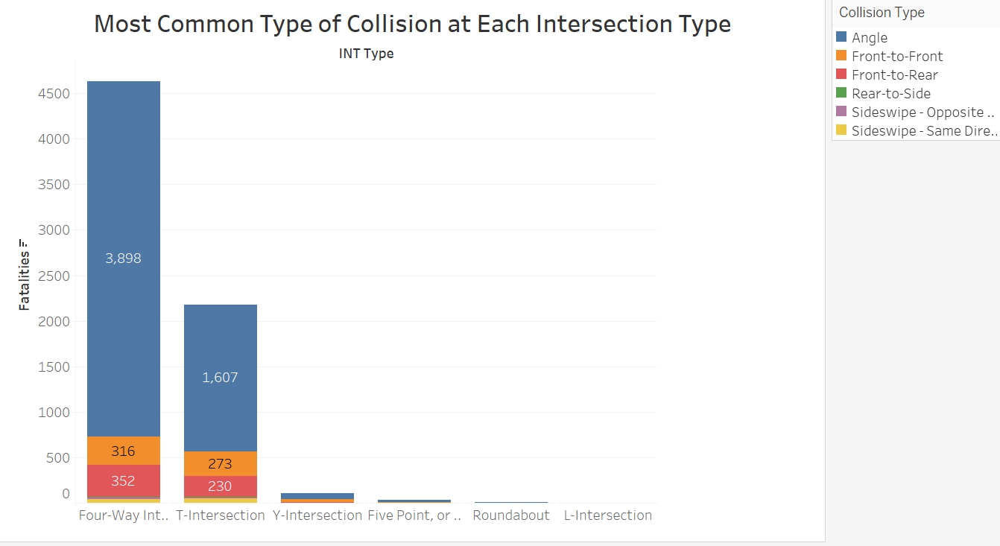 Most Common Type of Collision at Each Intersection Type
INT Type
Fatalities
4500
4000
3500
3000
2500
2000
1500
1000
500
0
3,898
316
352
1,607
273
230
Four-Way Int..
T-Intersection
Y-Intersection
Five Point, or ..
Roundabout
L-Intersection
Collision Type
Angle
Front-to-Front
Front-to-Rear
Rear-to-Side
Sideswipe - Opposite ..
Sideswipe - Same Dire..